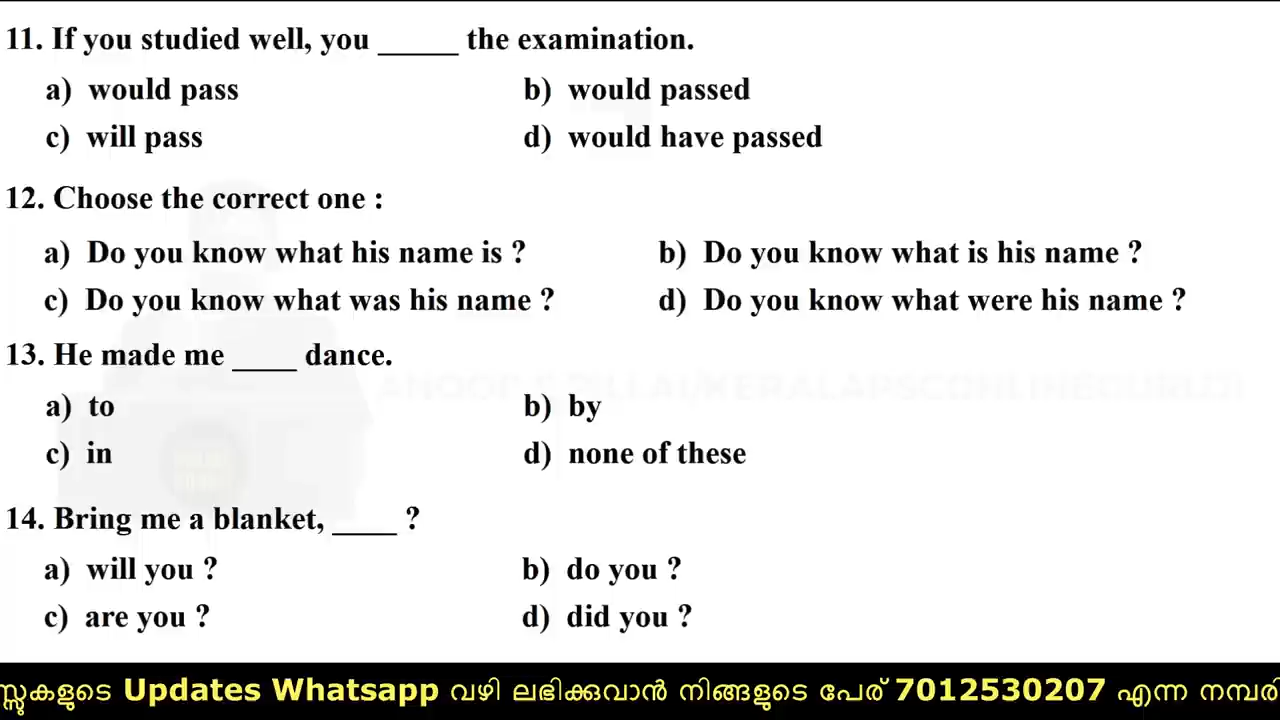 11. If you studied well, you _____ the examination.
a) would pass b) would passed
c) will pass d) would have passed
12. Choose the correct one :
a) Do you know what his name is ? b) Do you know what is his name ?
c) Do you know what was his name ? d) Do you know what were his name ?
13. He made me ____ dance.
a) to b) by
c) in d) none of these
14. Bring me a blanket, ____ ?
a) will you ? b) do you ?
c) are you ? d) did you ?
സ്സുകളുടെ Updates Whatsapp വഴി ലഭിക്കുവാൻ നിങ്ങളുടെ പേര് 7012530207 എന്ന നമ്പരി